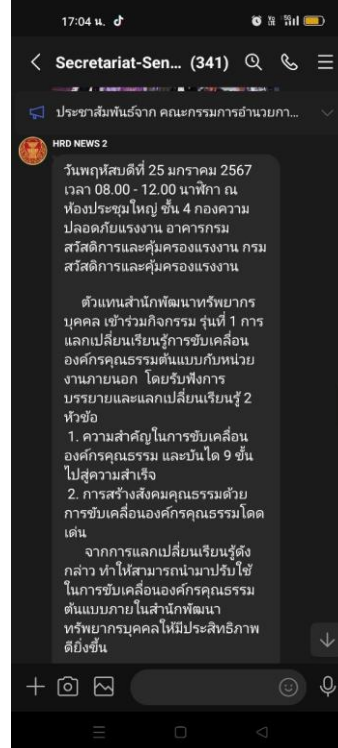 17:04 น.
Secretariat-Sen... (341)
ประชาสัมพันธ์จาก คณะกรรมการอำนวยกา...
HRD NEWS 2
วันพฤหัสบดีที่ 25 มกราคม 2567
เวลา 08.00 - 12.00 นาฬิกา ณ
ห้องประชุมใหญ่ ชั้น 4 กองความ
ปลอดภัยแรงงาน อาคารกรม
สวัสดิการและคุ้มครองแรงงาน กรม
สวัสดิการและคุ้มครองแรงงาน
ตัวแทนสำนักพัฒนาทรัพยากร
บุคคล เข้าร่วมกิจกรรม รุ่นที่ 1 การ
แลกเปลี่ยนเรียนรู้การขับเคลื่อน
องค์กรคุณธรรมต้นแบบกับหน่วย
งานภายนอก โดยรับฟังการ
บรรยายและแลกเปลี่ยนเรียนรู้ 2
หัวข้อ
1. ความสำคัญในการขับเคลื่อน
องค์กรคุณธรรม และบันได 9 ขั้น
ไปสู่ความสำเร็จ
2. การสร้างสังคมคุณธรรมด้วย
การขับเคลื่อนองค์กรคุณธรรมโดด
เด่น
จากการแลกเปลี่ยนเรียนรู้ดัง
กล่าว ทำให้สามารถนำมาปรับใช้
ในการขับเคลื่อนองค์กรคุณธรรม
ต้นแบบภายในสำนักพัฒนา
ทรัพยากรบุคคลให้มีประสิทธิภาพ
ดียิ่งขึ้น